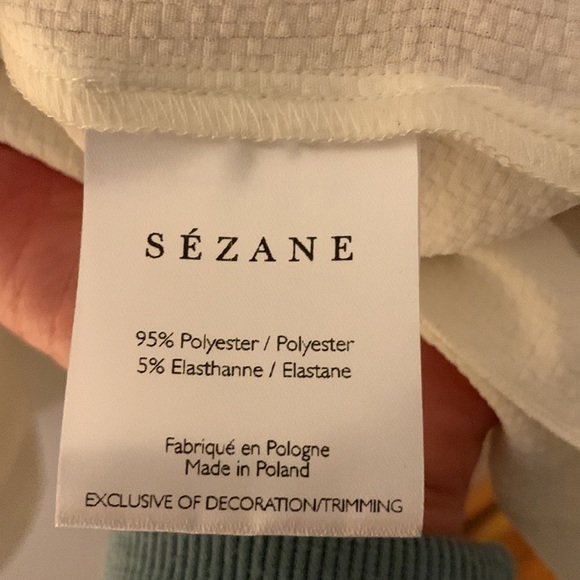 SÉZANE
95% Polyester / Polyester
5% Elasthanne / Elastane
Fabriqué en Pologne
Made in Poland
EXCLUSIVE OF DECORATION/TRIMMING